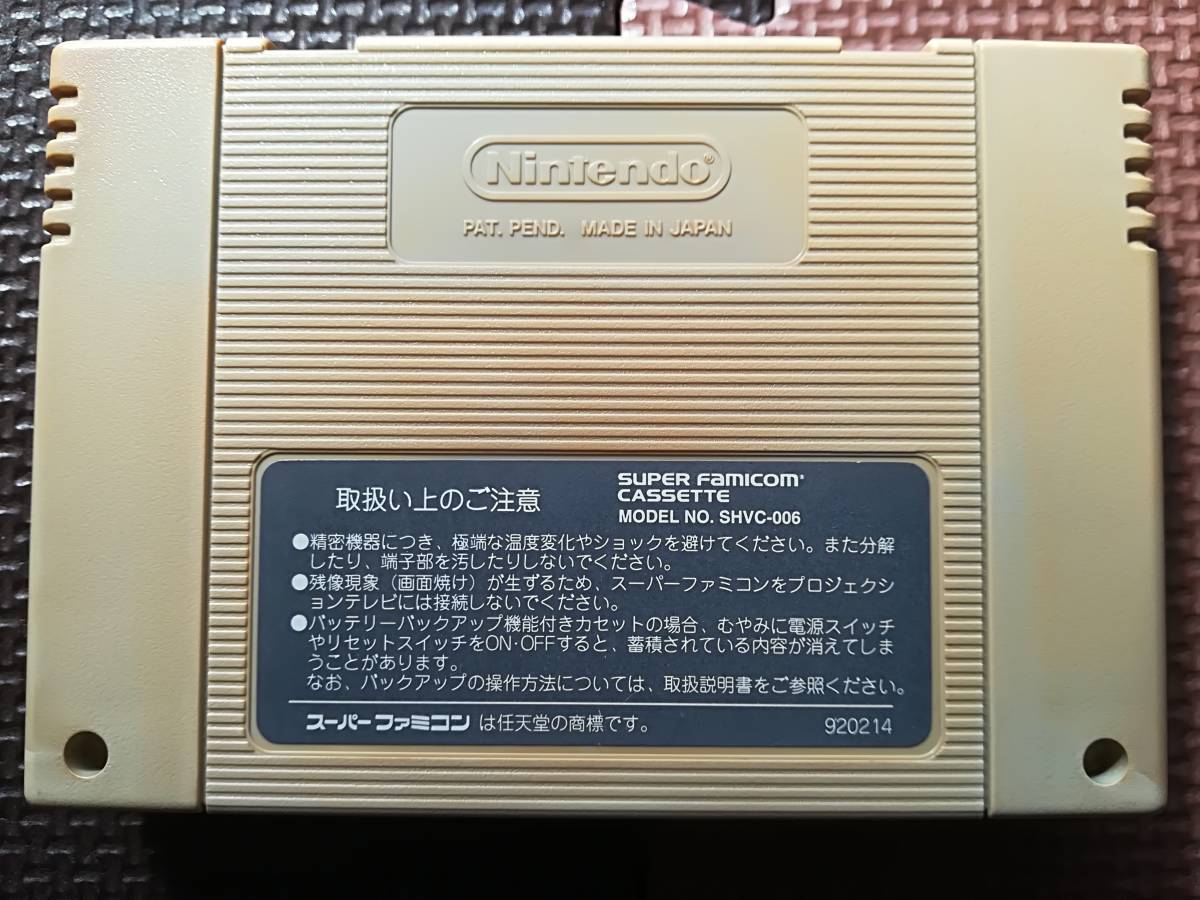 Nintendo®
PAT. PEND. MADE IN JAPAN
取扱い上のご注意
SUPER FAMICOM
CASSETTE
MODEL NO. SHVC-006
●精密機器につき、極端な温度変化やショックを避けてください。また分解
したり、端子部を汚したりしないでください。
●残像現象（画面焼け）が生ずるため、スーパーファミコンをプロジェクシ
ョンテレビには接続しないでください。
●バッテリーバックアップ機能付きカセットの場合、むやみに電源スイッチ
やリセットスイッチをON・OFFすると、蓄積されている内容が消えてしま
うことがあります。
なお、バックアップの操作方法については、取扱説明書をご参照ください。
スーパーファミコン は任天堂の商標です。
920214